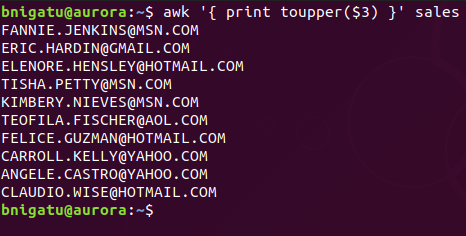 bnigatu@aurora:~$ awk '{ print toupper($3) }' sales
FANNIE.JENKINS@MSN.COM
ERIC.HARDIN@GMAIL.COM
ELENORE.HENSLEY@HOTMAIL.COM
TISHA.PETTY@MSN.COM
KIMBERY.NIEVES@MSN.COM
TEOFILA.FISCHER@AOL.COM
FELICE.GUZMAN@HOTMAIL.COM
CARROLL.KELLY@YAHOO.COM
ANGELE.CASTRO@YAHOO.COM
CLAUDIO.WISE@HOTMAIL.COM
bnigatu@aurora:~$